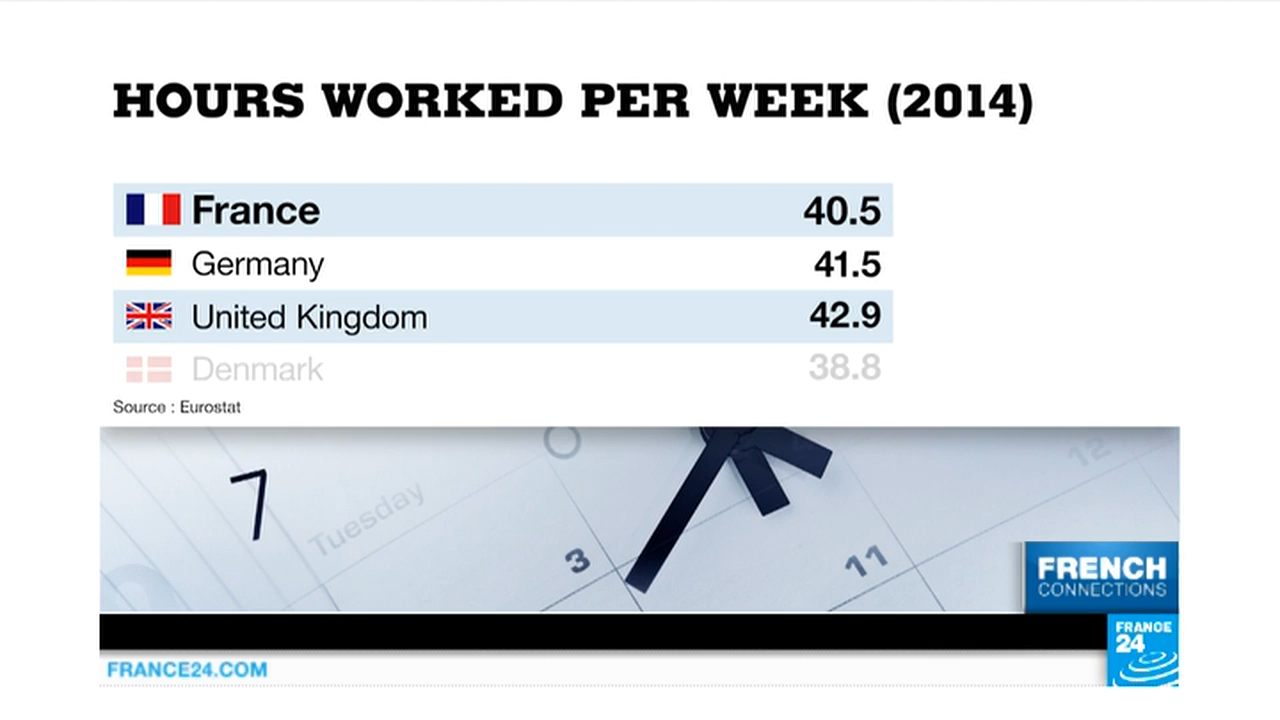 HOURS WORKED PER WEEK (2014)
France 40.5
Germany 41.5
United Kingdom 42.9
Denmark 38.8
Source : Eurostat
7
Tuesday
3
11
12
FRENCH
CONNECTIONS
FRANCE
24
FRANCE24.COM